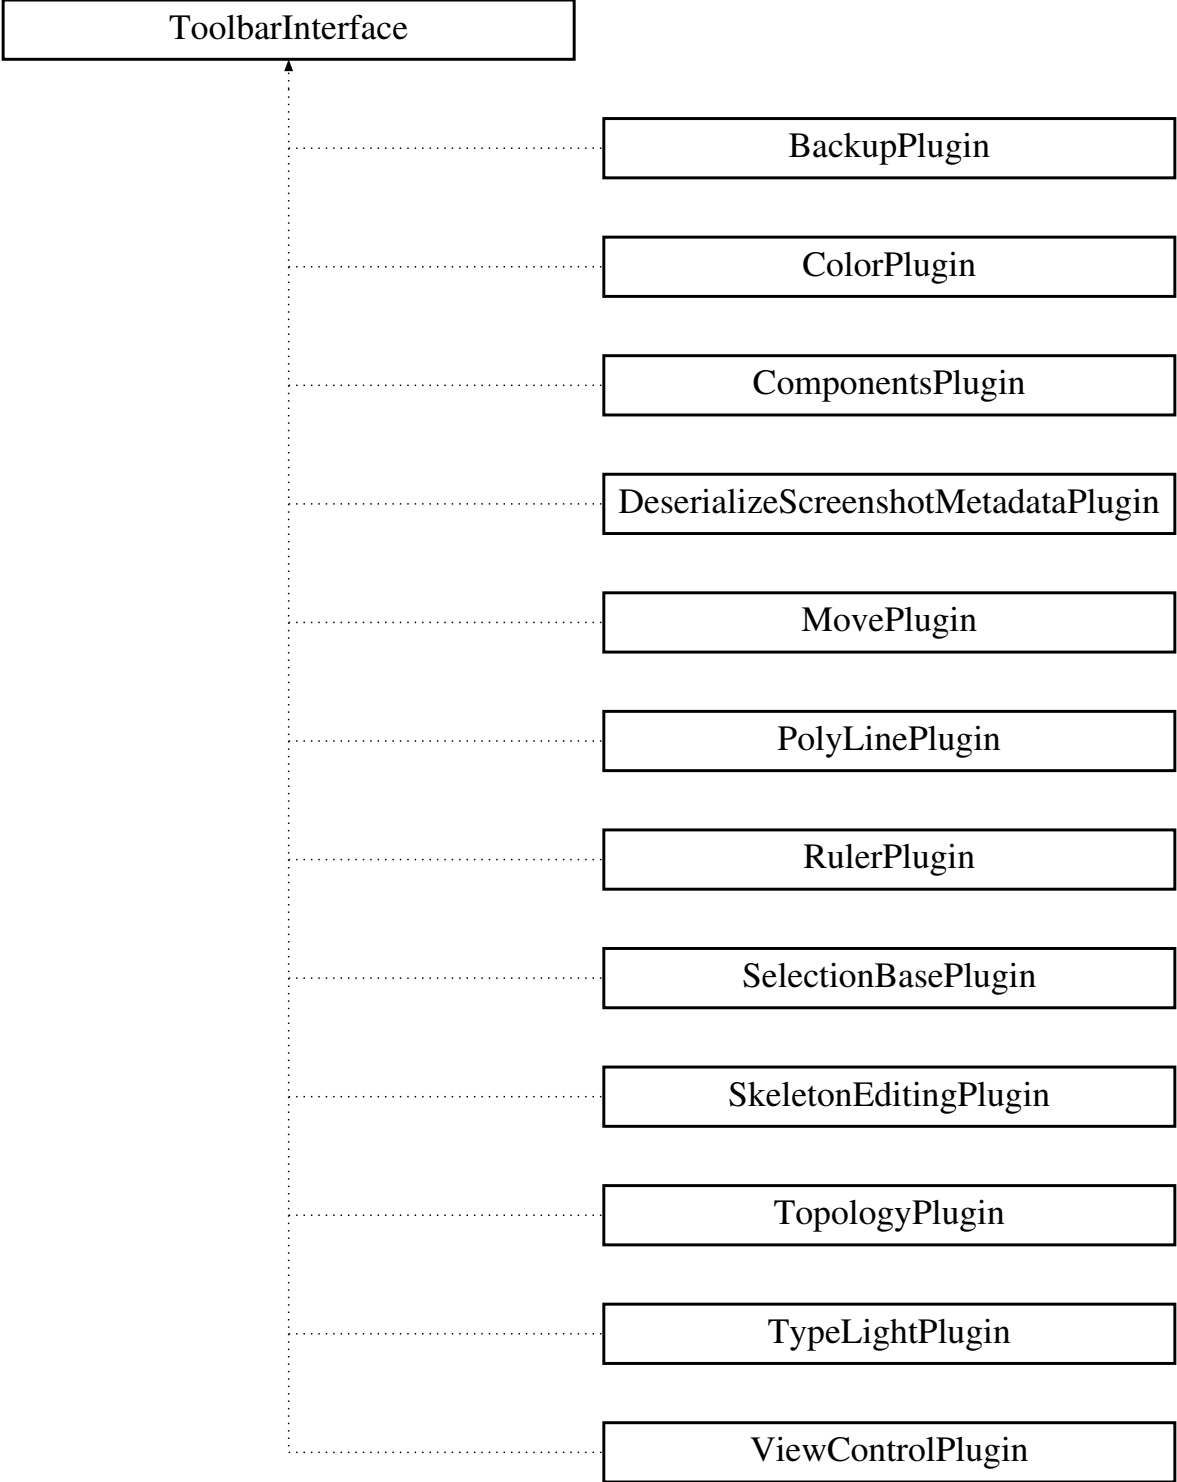 ToolbarInterface
BackupPlugin
ColorPlugin
ComponentsPlugin
DeserializeScreenshotMetadataPlugin
MovePlugin
PolyLinePlugin
RulerPlugin
SelectionBasePlugin
SkeletonEditingPlugin
TopologyPlugin
TypeLightPlugin
ViewControlPlugin